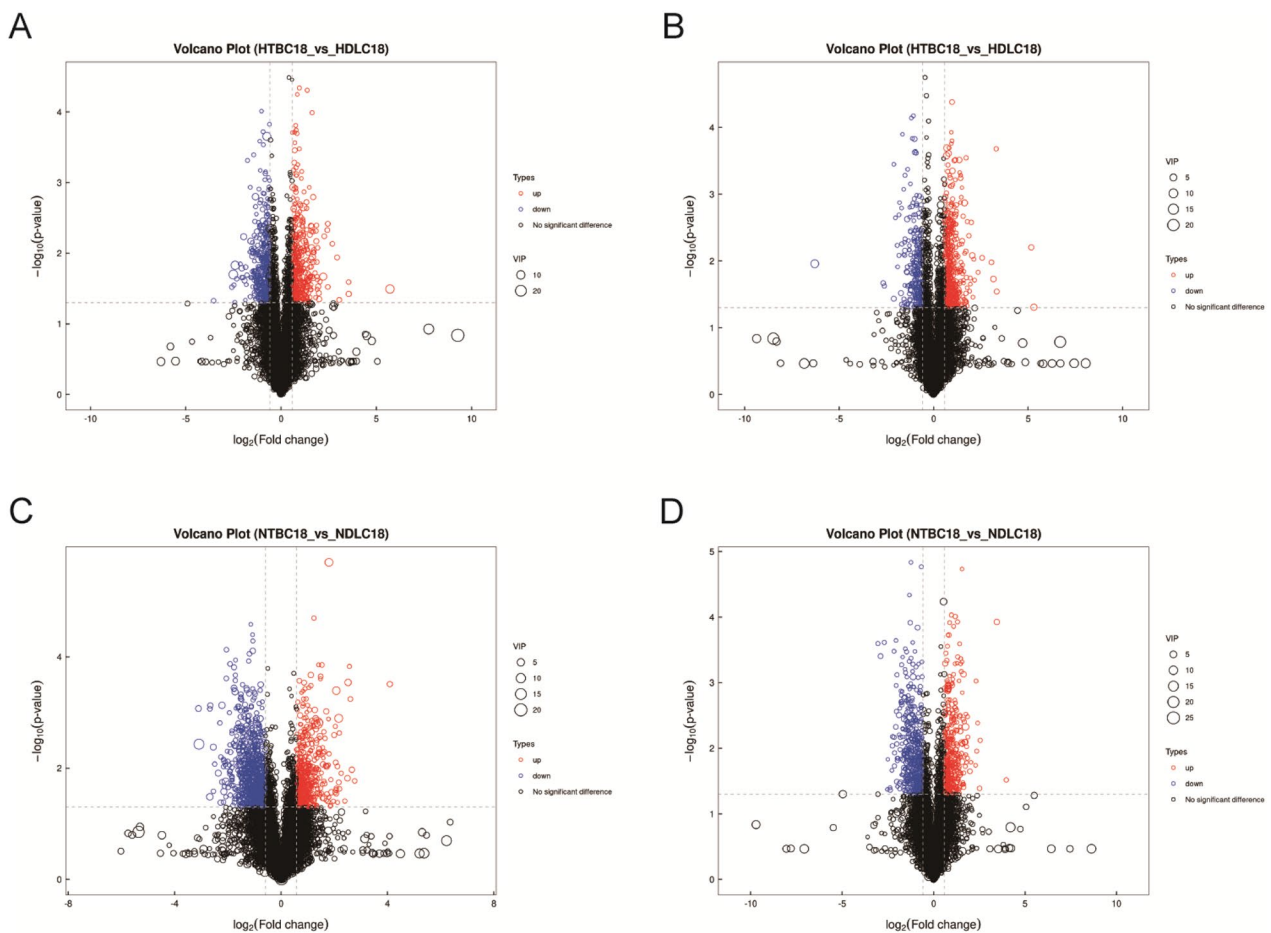 A
Volcano Plot (HTBC18_vs_HDLC18)
4
3
2
1
0
-10
-5
0
5
10
−log10(p-value)
log2(Fold change)
Types
up
down
No significant difference
VIP
10
20
B
Volcano Plot (HTBC18_vs_HDLC18)
4
3
2
1
0
-10
-5
0
5
10
−log10(p-value)
log2(Fold change)
VIP
5
10
15
20
Types
up
down
No significant difference
C
Volcano Plot (NTBC18_vs_NDLC18)
4
2
0
-8
-4
0
4
8
−log10(p-value)
log2(Fold change)
VIP
5
10
15
20
Types
up
down
No significant difference
D
Volcano Plot (NTBC18_vs_NDLC18)
5
4
3
2
1
0
-10
-5
0
5
10
−log10(p-value)
log2(Fold change)
VIP
5
10
15
20
25
Types
up
down
No significant difference